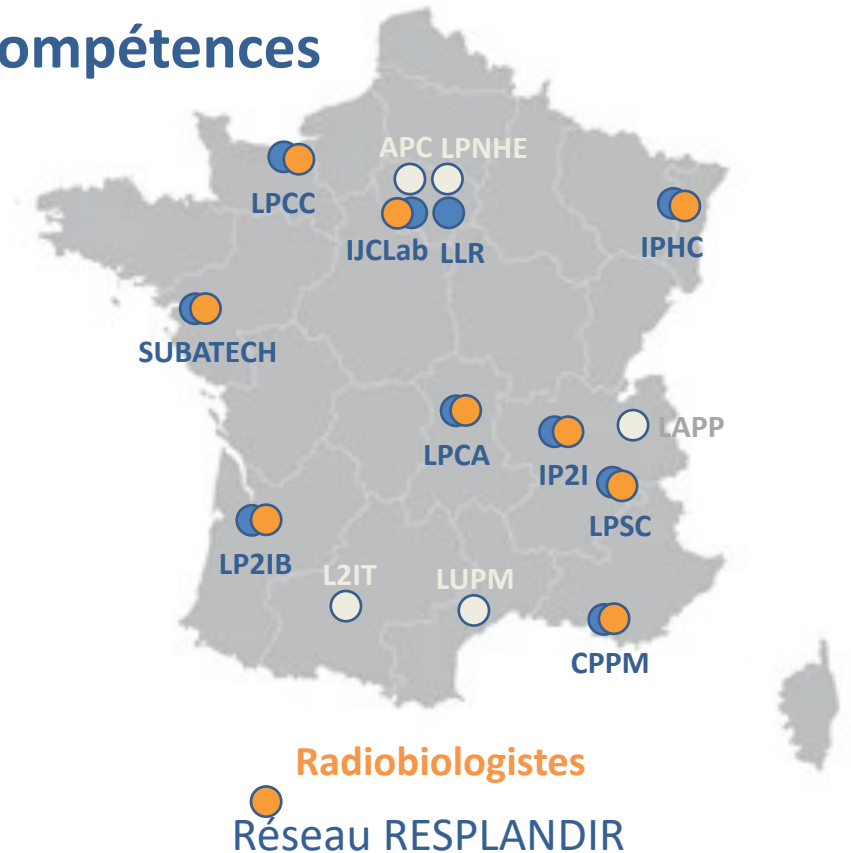 ompétences
APC LPNHE
LPCC
IJCLab LLR
IPHC
SUBATECH
LAPP
LPCA
IP2I
LPSC
LP2IB
L2IT
LUPM
CPPM
Radiobiologistes
Réseau RESPLANDIR